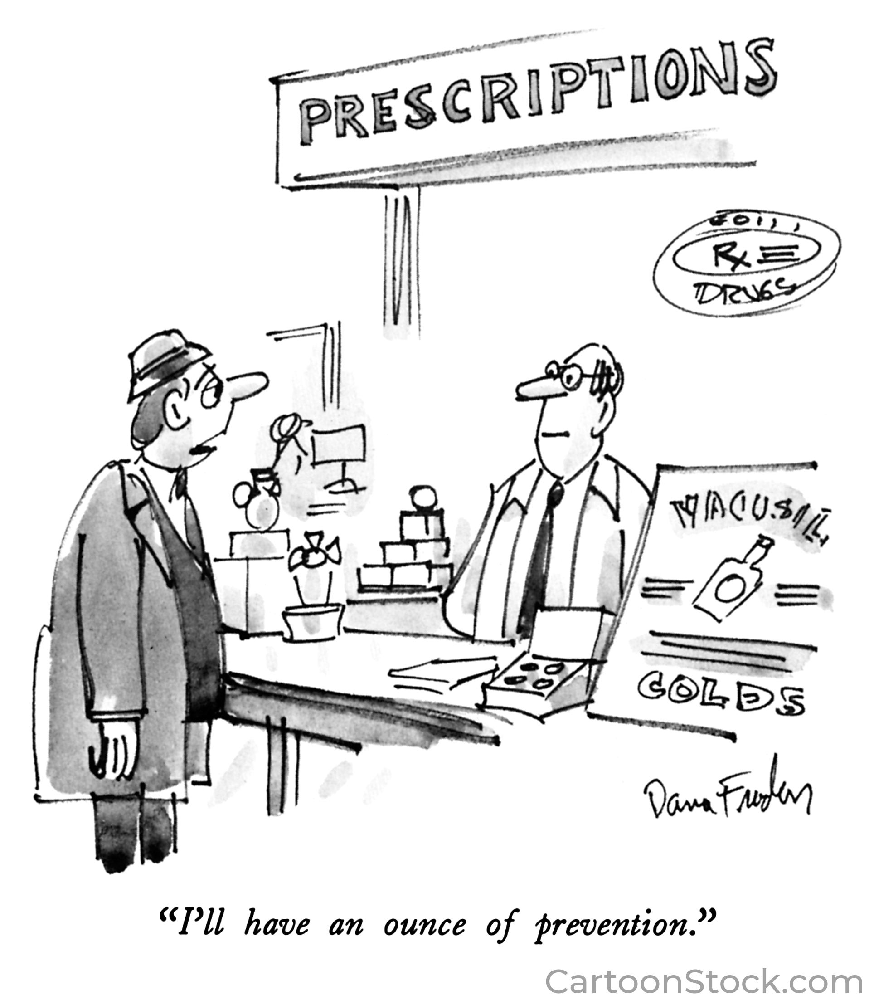 PRESCRIPTIONS
Rx
DRUGS
COLDS
Dana Fradon
“I’ll have an ounce of prevention.”
CartoonStock.com